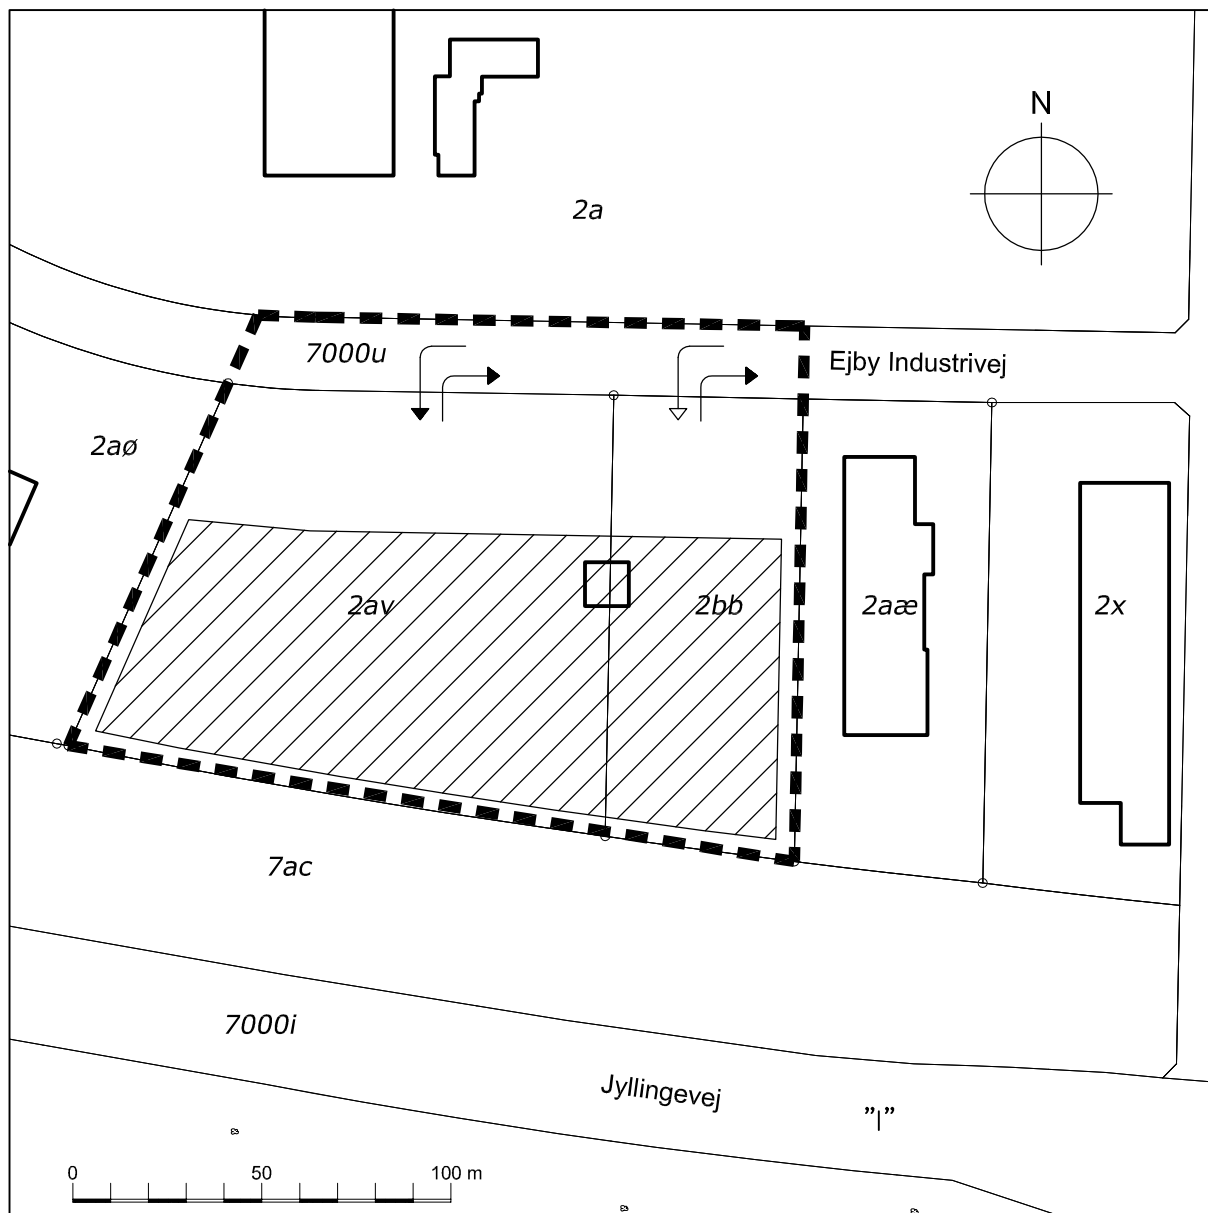 N
2a
7000u
Ejby Industrivej
2aø
2av
2bb
2aæ
2x
7ac
7000i
Jyllingevej
”|”
0 50 100 m